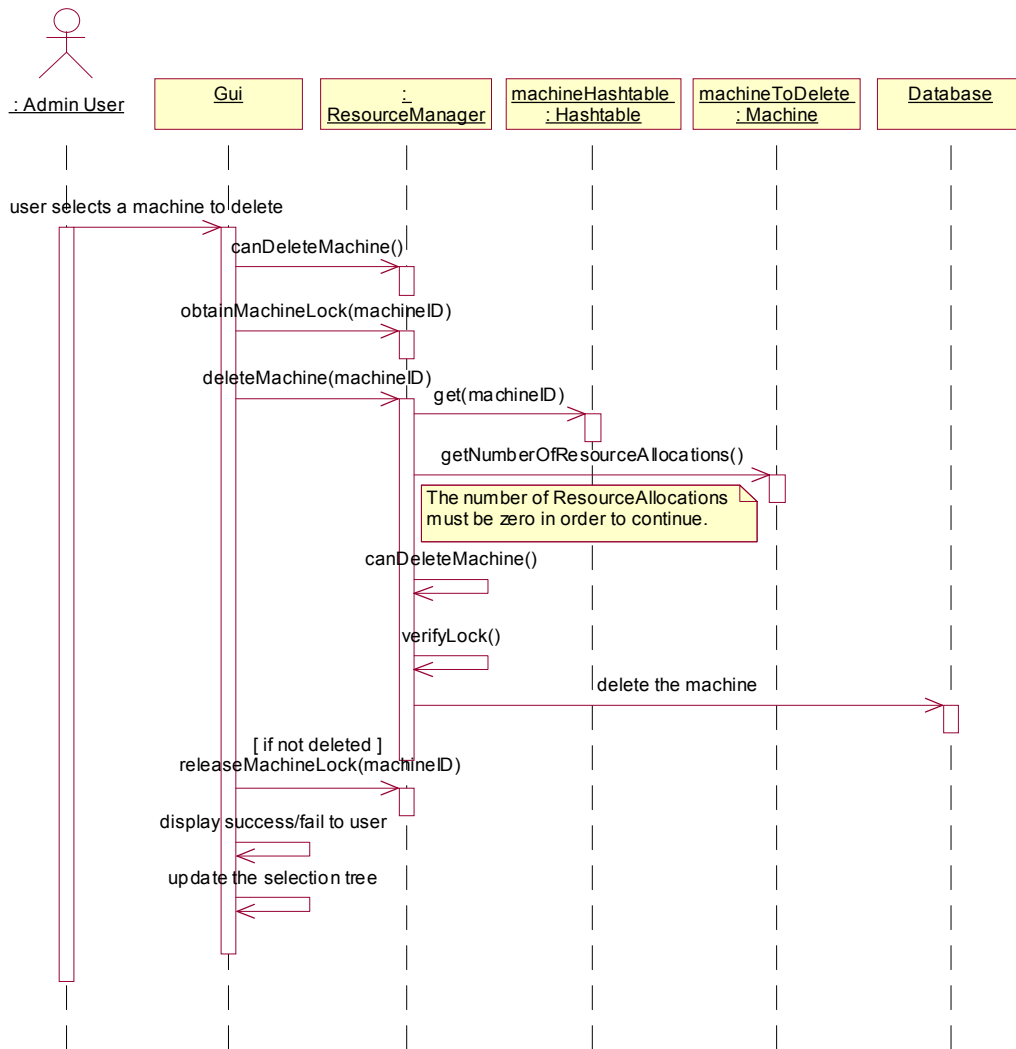 : Admin User
Gui
:
ResourceManager
machineHashtable
: Hashtable
machineToDelete
: Machine
Database
user selects a machine to delete
canDeleteMachine()
obtainMachineLock(machineID)
deleteMachine(machineID)
get(machineID)
getNumberOfResourceAllocations()
The number of ResourceAllocations
must be zero in order to continue.
canDeleteMachine()
verifyLock()
delete the machine
[ if not deleted ]
releaseMachineLock(machineID)
display success/fail to user
update the selection tree